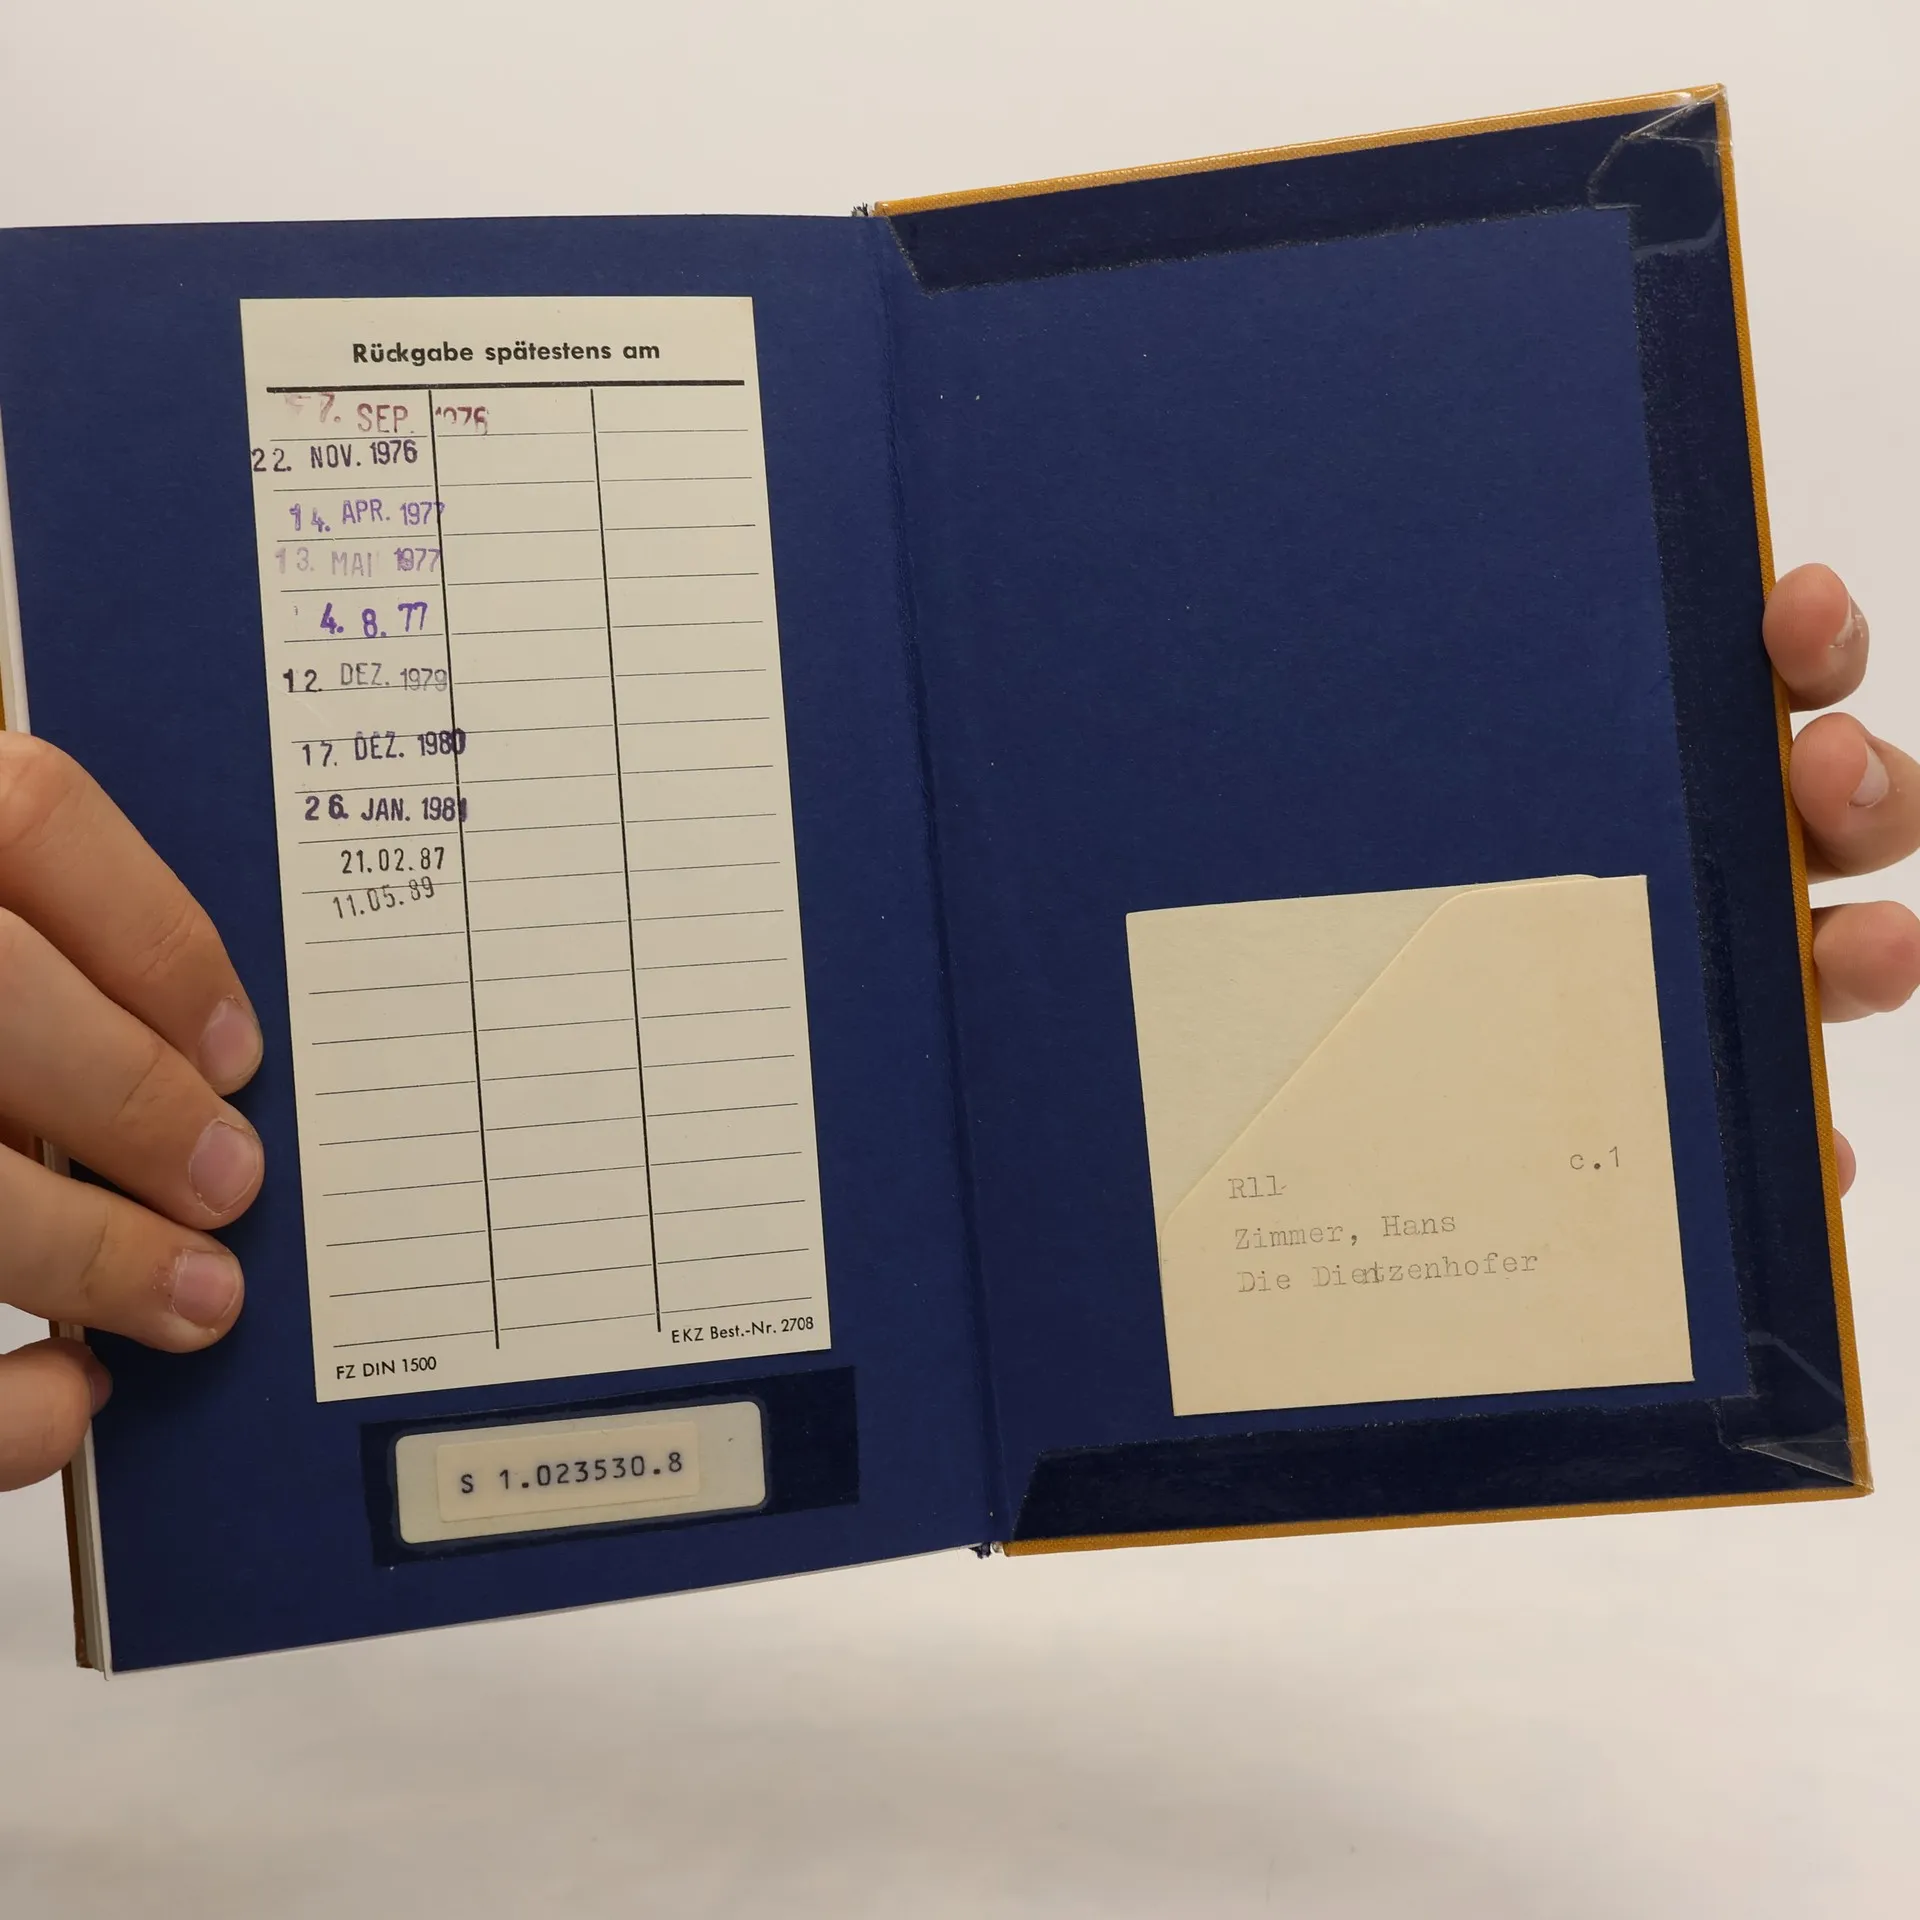 Rückgabe spätestens am
7. SEP. 1976
22. NOV. 1976
14. APR. 1977
13. MAI 1977
4. 8. 77
12. DEZ. 1979
17. DEZ. 1980
26. JAN. 1981
21.02.87
11.05.89
FZ DIN 1500
EKZ Best.-Nr. 2708
S 1.023530.8
c.1
Rll
Zimmer, Hans
Die Dientzenhofer